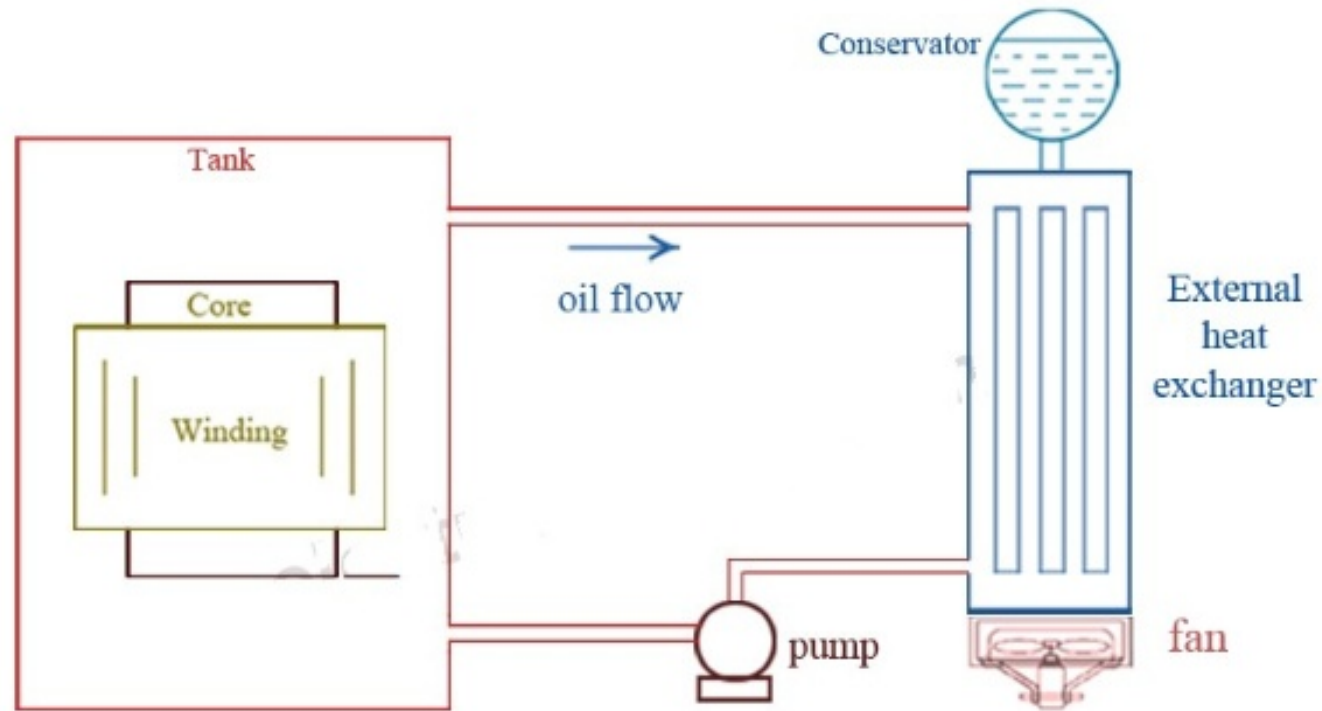 Conservator
Tank
Core
oil flow
External
heat
exchanger
Winding
pump
fan